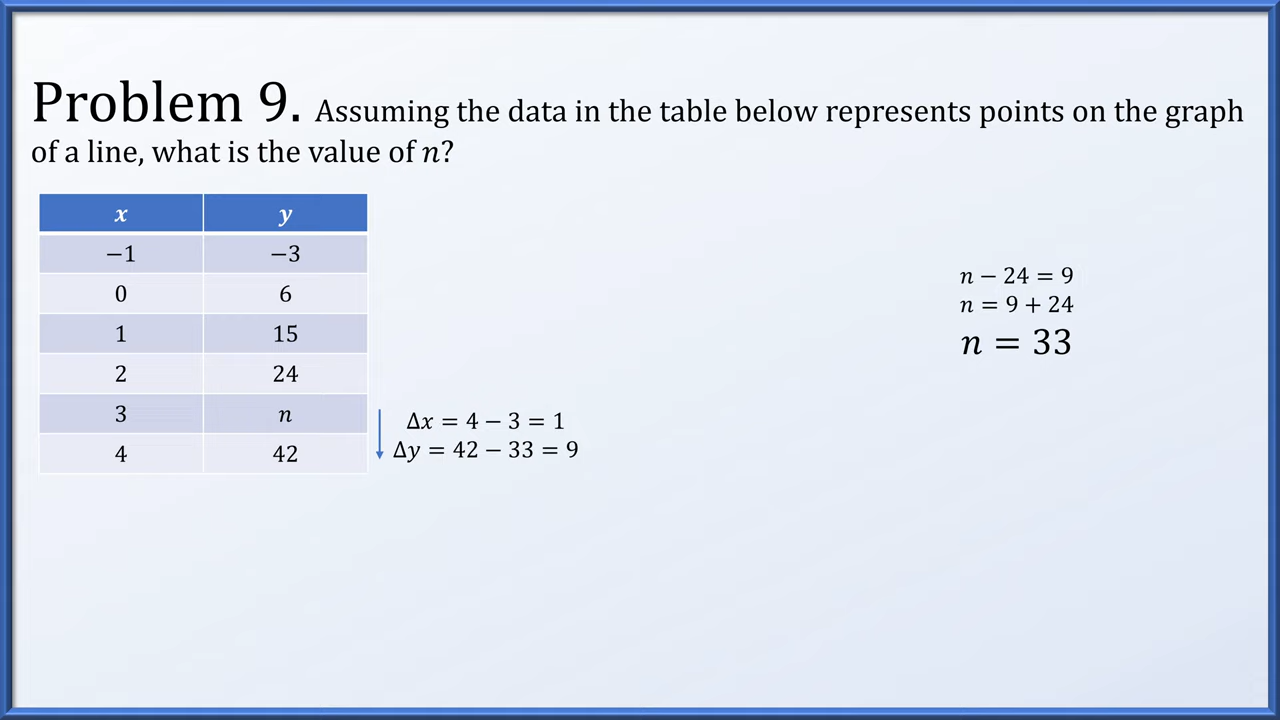 Problem 9. Assuming the data in the table below represents points on the graph
of a line, what is the value of n?
x y
−1 −3
0 6
1 15
2 24
3 n
4 42
Δx = 4 − 3 = 1
Δy = 42 − 33 = 9
n − 24 = 9
n = 9 + 24
n = 33